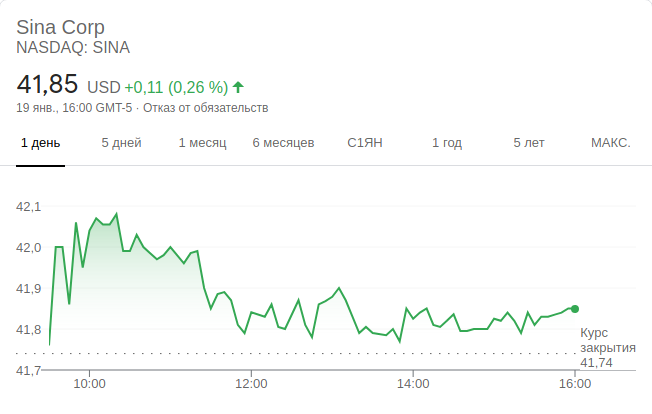 Sina Corp
NASDAQ: SINA
41,85 USD +0,11 (0,26 %)
19 янв., 16:00 GMT-5 · Отказ от обязательств
1 день 5 дней 1 месяц 6 месяцев С1ЯН 1 год 5 лет МАКС.
42,1
42,0
41,9
41,8
41,7
Курс
закрытия
41,74
10:00 12:00 14:00 16:00